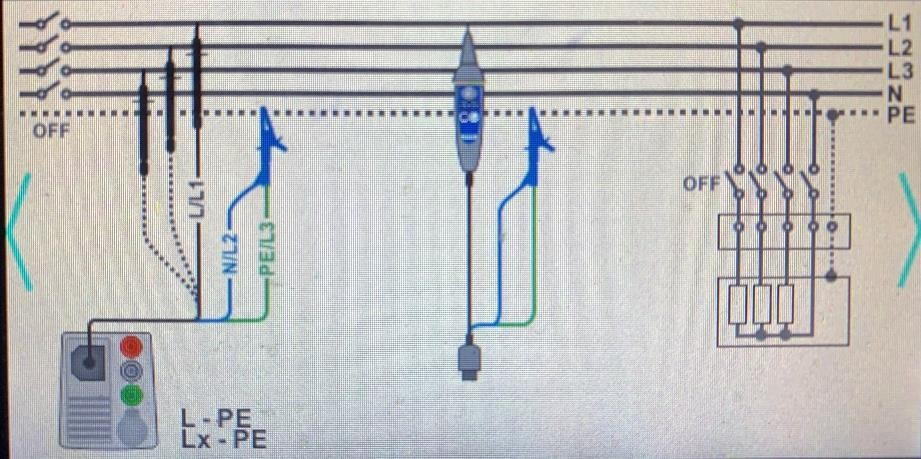 L1
L2
L3
N
PE
OFF
OFF
L/L1
N/L2
PE/L3
L - PE
Lx - PE